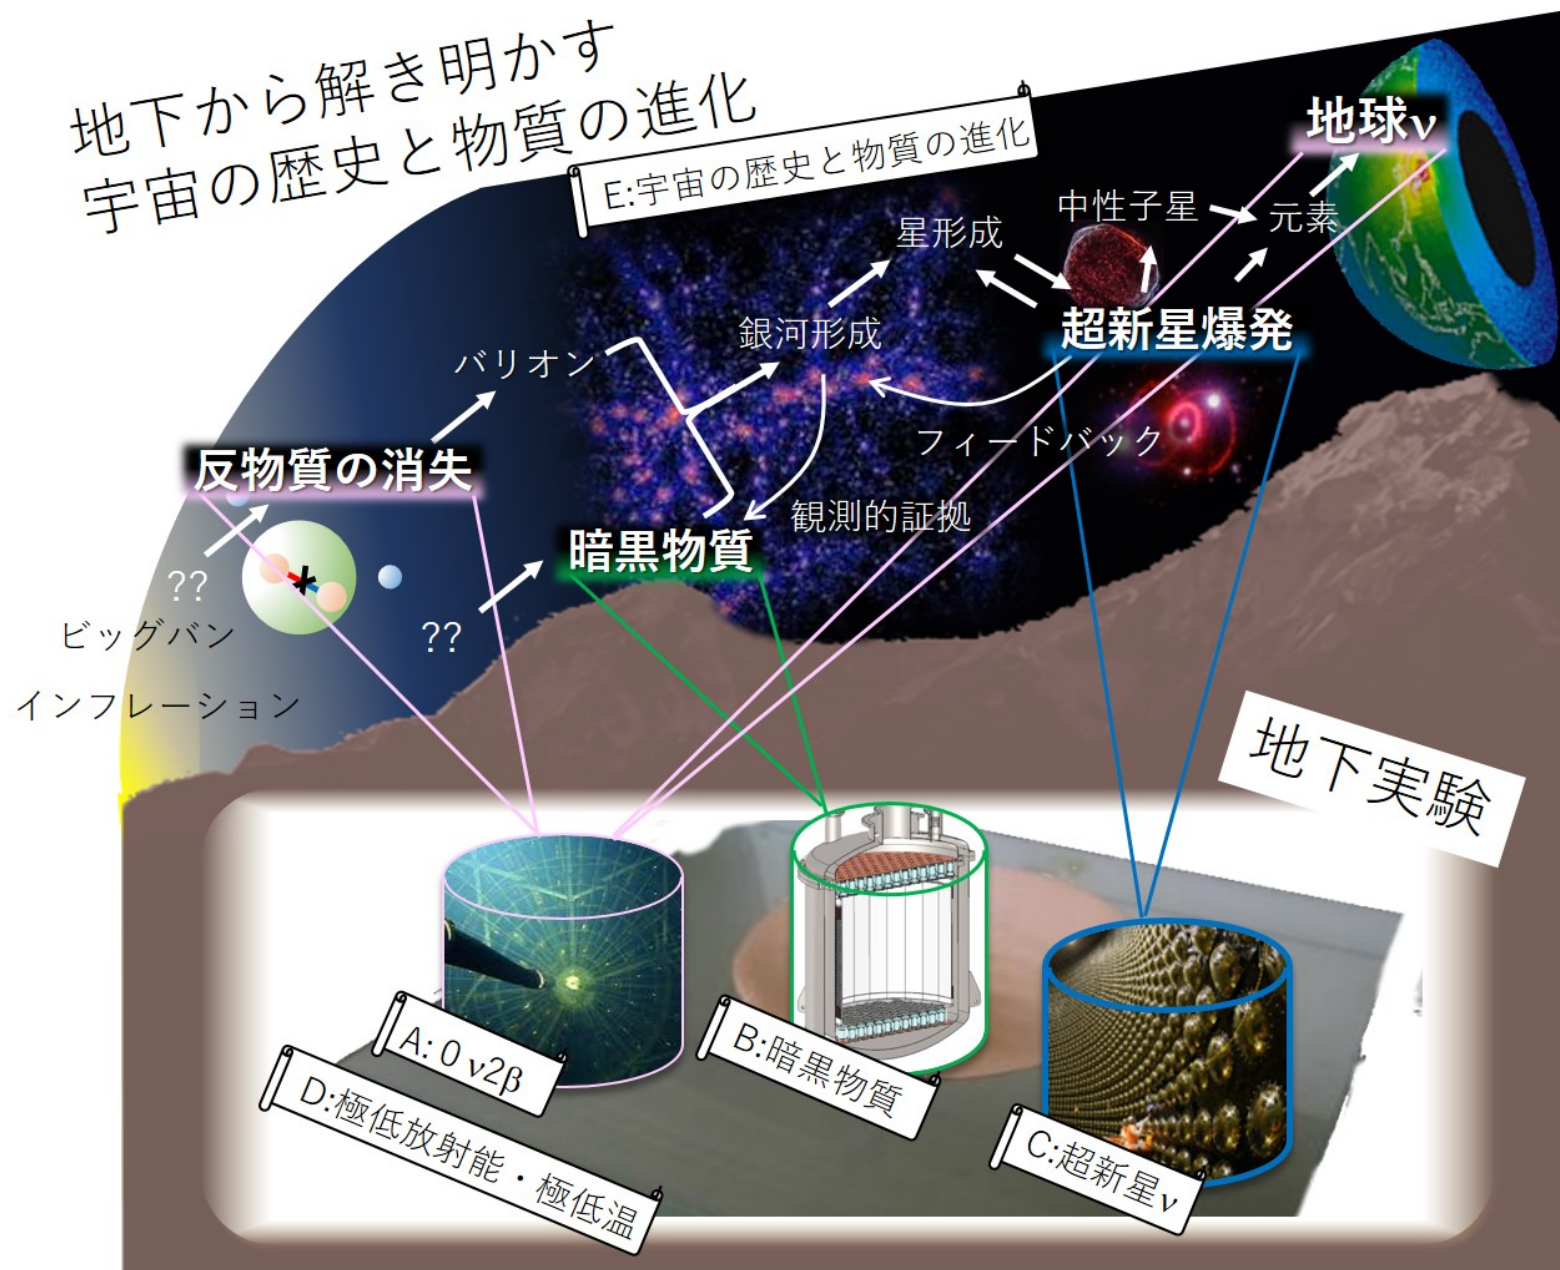 地下から解き明かす
宇宙の歴史と物質の進化
E:宇宙の歴史と物質の進化
地球ν
中性子星
元素
星形成
超新星爆発
銀河形成
バリオン
フィードバック
反物質の消失
観測的証拠
暗黒物質
??
??
ビッグバン
インフレーション
地下実験
A: 0 ν2β
B:暗黒物質
C:超新星ν
D:極低放射能・極低温